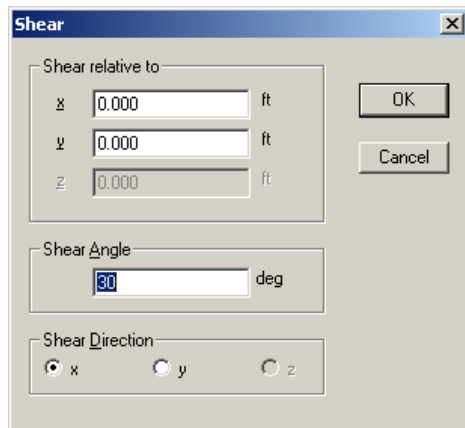 Shear
Shear relative to
x 0.000 ft
y 0.000 ft
z 0.000 ft
OK
Cancel
Shear Angle
30 deg
Shear Direction
x y z